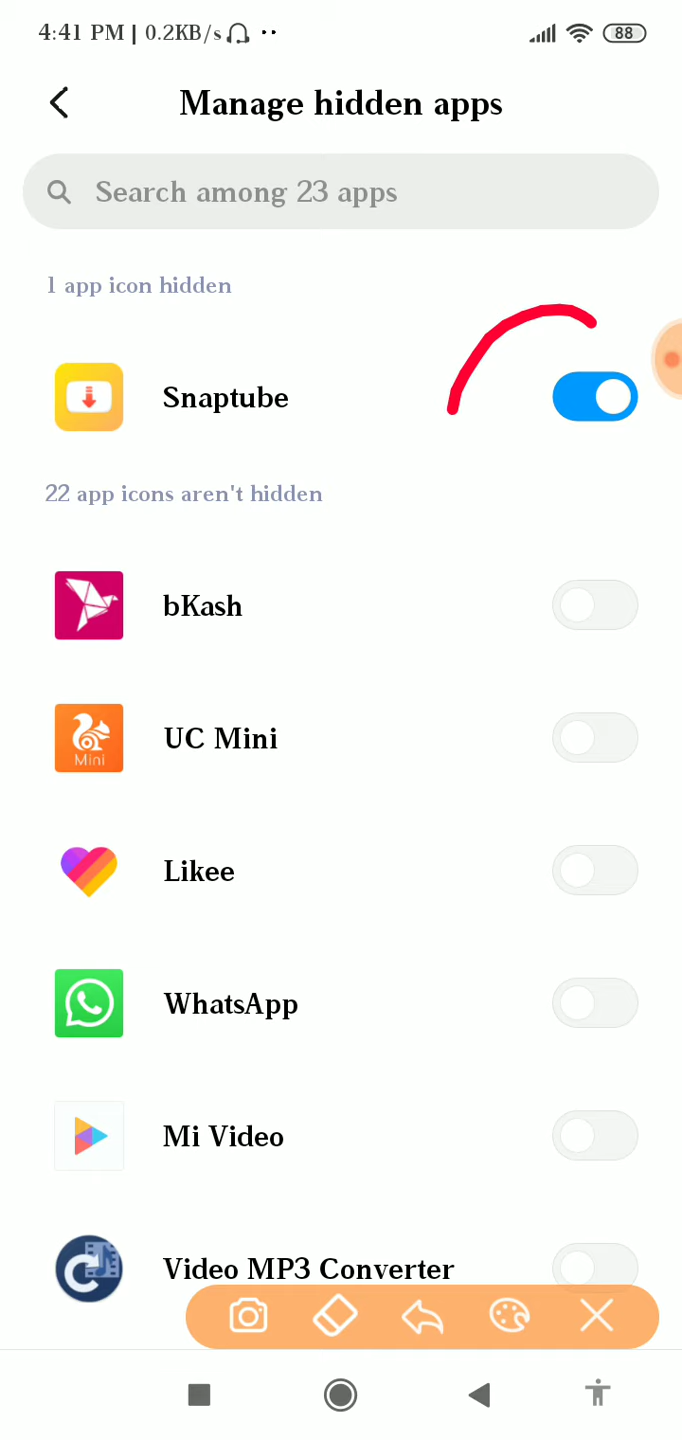 4:41 PM | 0.2KB/s 88
Manage hidden apps
Search among 23 apps
1 app icon hidden
Snaptube
22 app icons aren't hidden
bKash
UC Mini
Mini
Likee
WhatsApp
Mi Video
Video MP3 Converter